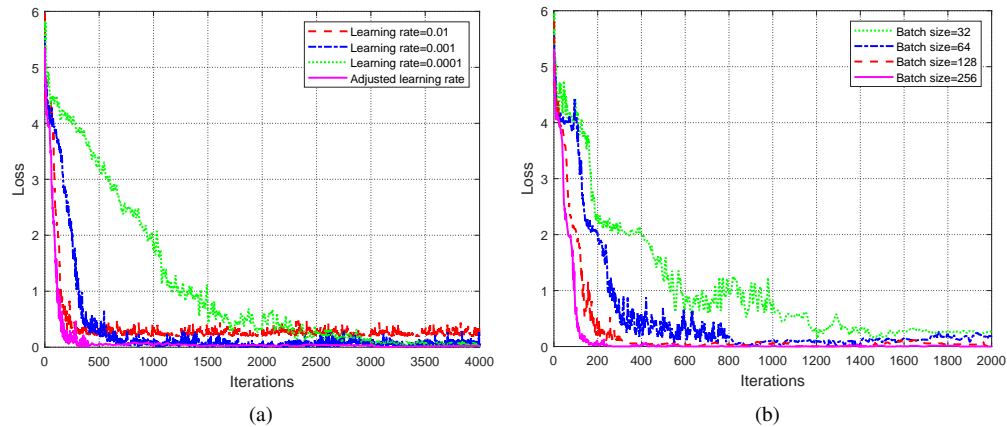 6
5
4
3
2
1
0
Loss
0
500
1000
1500
2000
2500
3000
3500
4000
Iterations
Learning rate=0.01
Learning rate=0.001
Learning rate=0.0001
Adjusted learning rate
(a)
6
5
4
3
2
1
0
Loss
0
200
400
600
800
1000
1200
1400
1600
1800
2000
Iterations
Batch size=32
Batch size=64
Batch size=128
Batch size=256
(b)